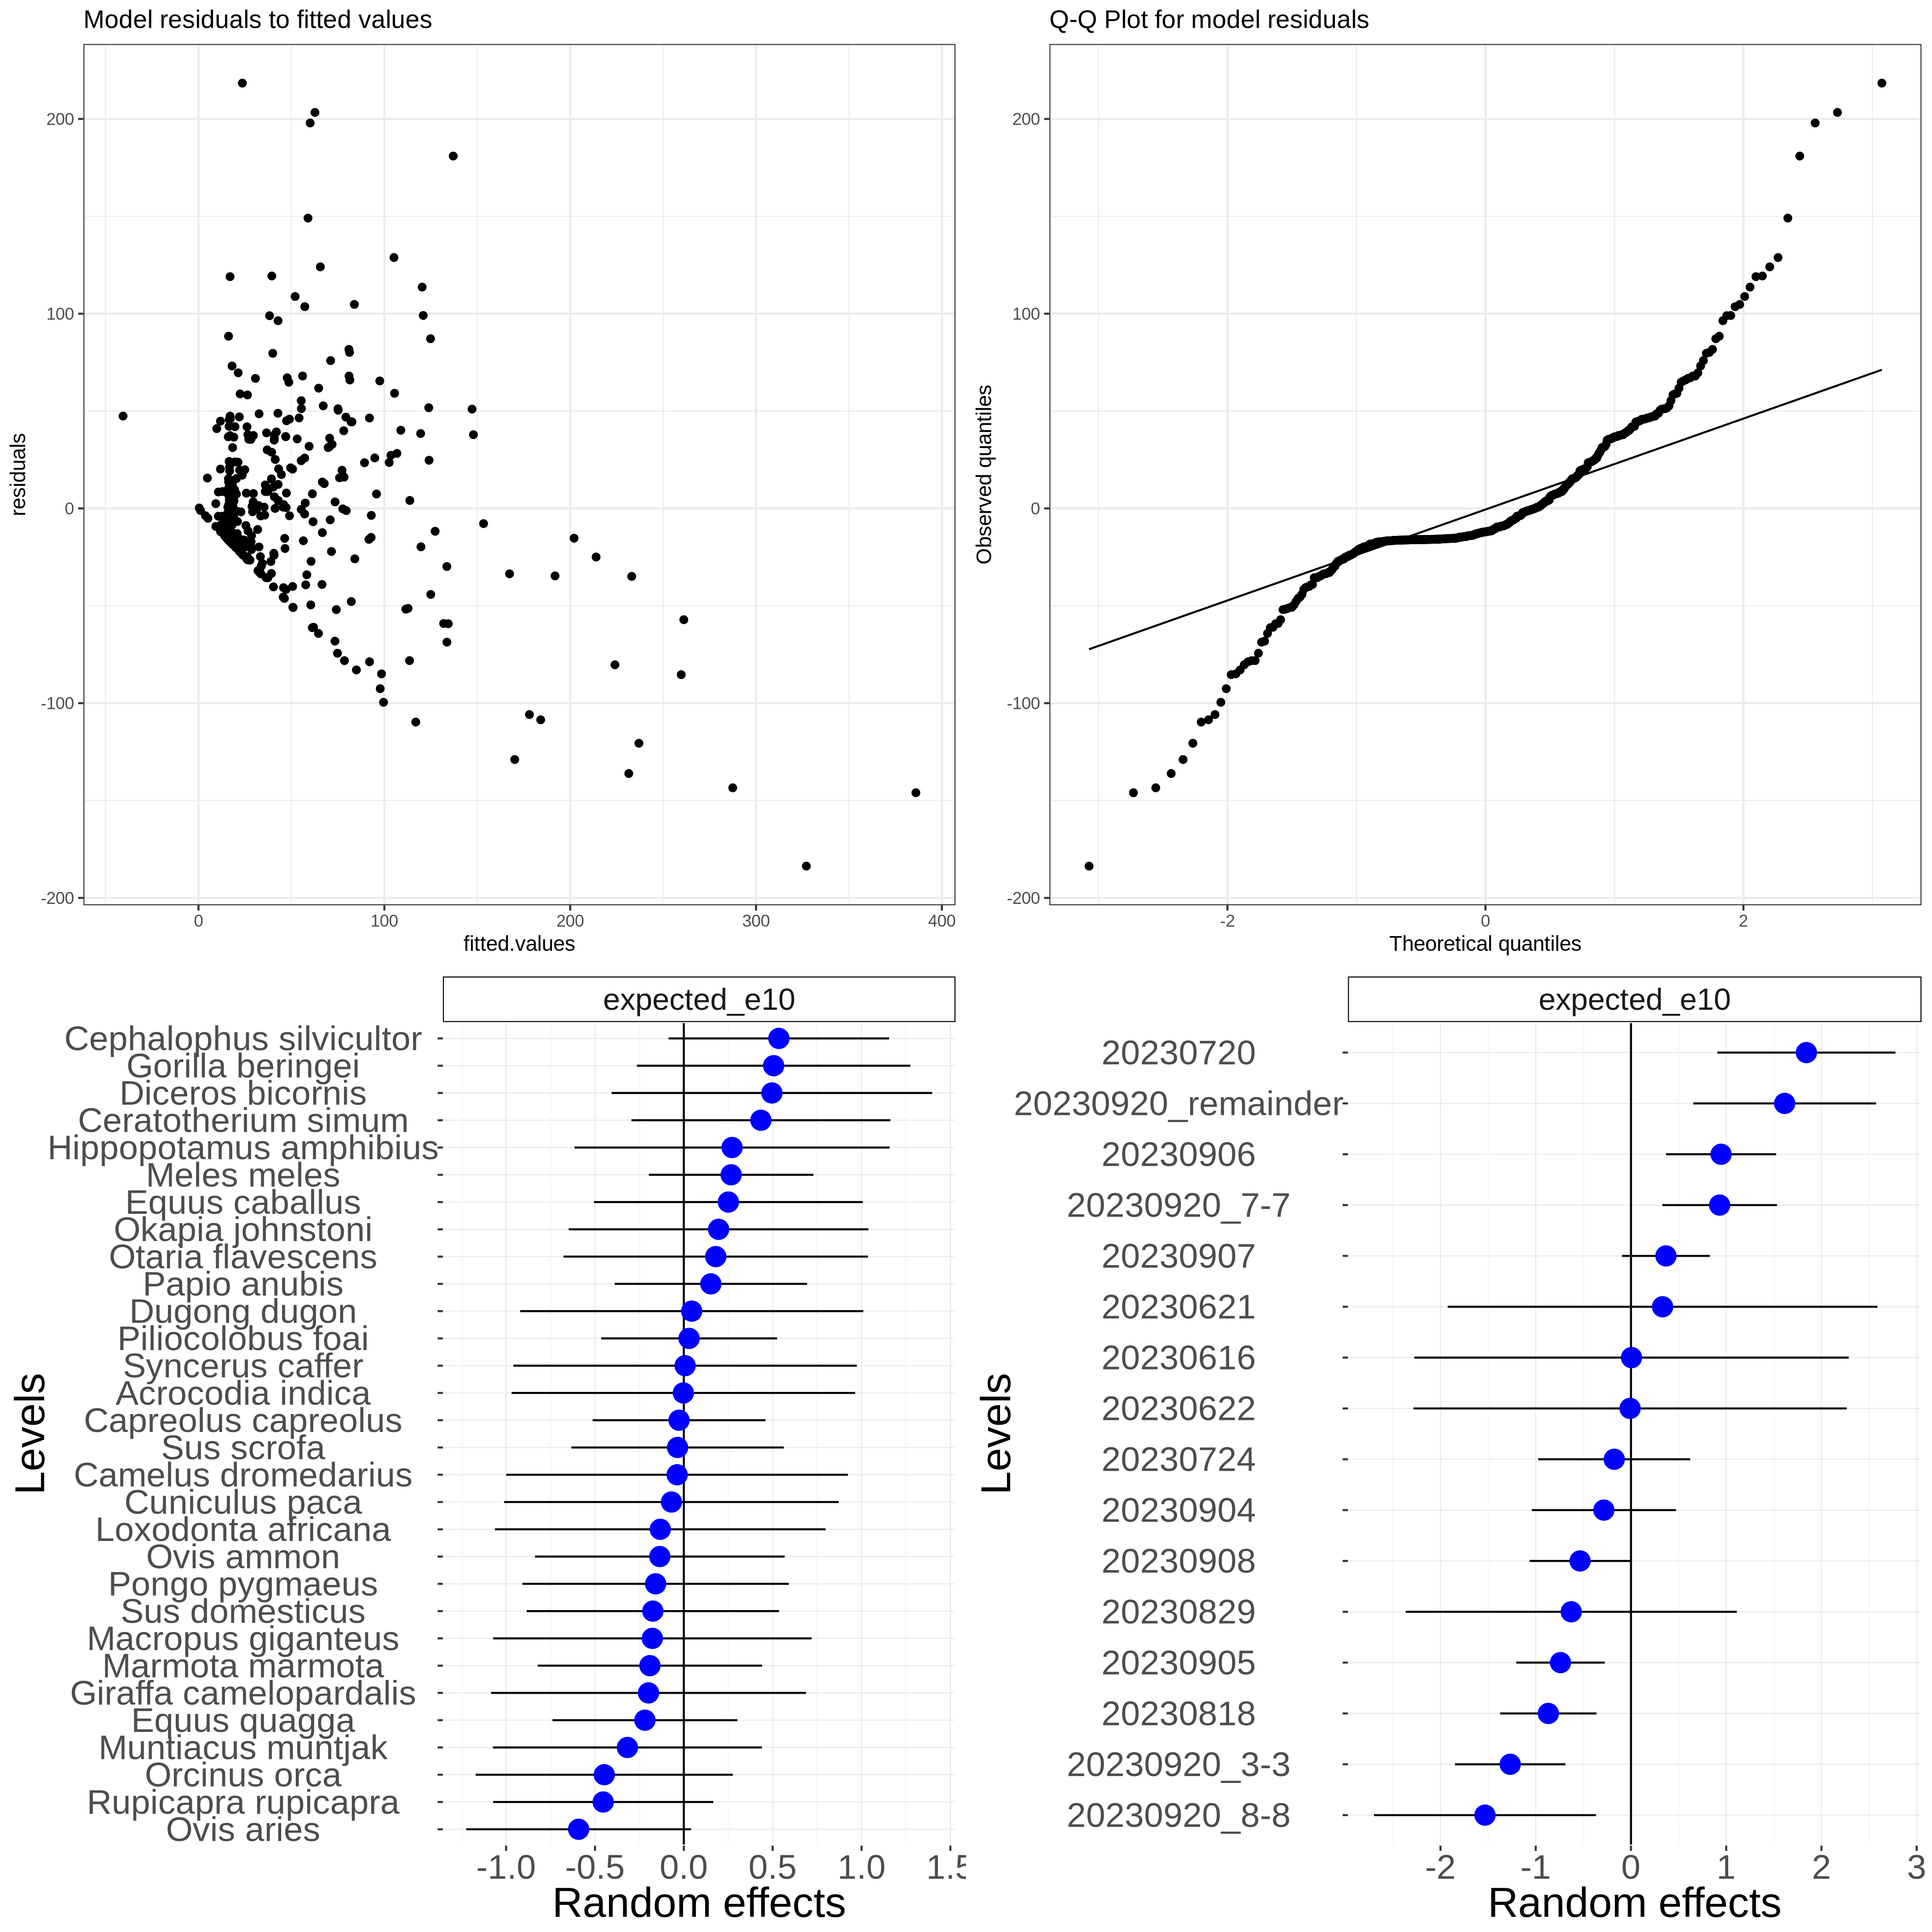 Model residuals to fitted values
200
100
0
-100
-200
residuals
0
100
200
300
400
fitted.values
Q-Q Plot for model residuals
200
100
0
-100
-200
Observed quantiles
-2
0
2
Theoretical quantiles
expected_e10
Cephalophus silvicultor
Gorilla beringei
Diceros bicornis
Ceratotherium simum
Hippopotamus amphibius
Meles meles
Equus caballus
Okapia johnstoni
Otaria flavescens
Papio anubis
Dugong dugon
Piliocolobus foai
Syncerus caffer
Acrocodia indica
Capreolus capreolus
Sus scrofa
Camelus dromedarius
Cuniculus paca
Loxodonta africana
Ovis ammon
Pongo pygmaeus
Sus domesticus
Macropus giganteus
Marmota marmota
Giraffa camelopardalis
Equus quagga
Muntiacus muntjak
Orcinus orca
Rupicapra rupicapra
Ovis aries
Levels
-1.0
-0.5
0.0
0.5
1.0
1.5
Random effects
expected_e10
20230720
20230920_remainder
20230906
20230920_7-7
20230907
20230621
20230616
20230622
20230724
20230904
20230908
20230829
20230905
20230818
20230920_3-3
20230920_8-8
Levels
-2
-1
0
1
2
3
Random effects